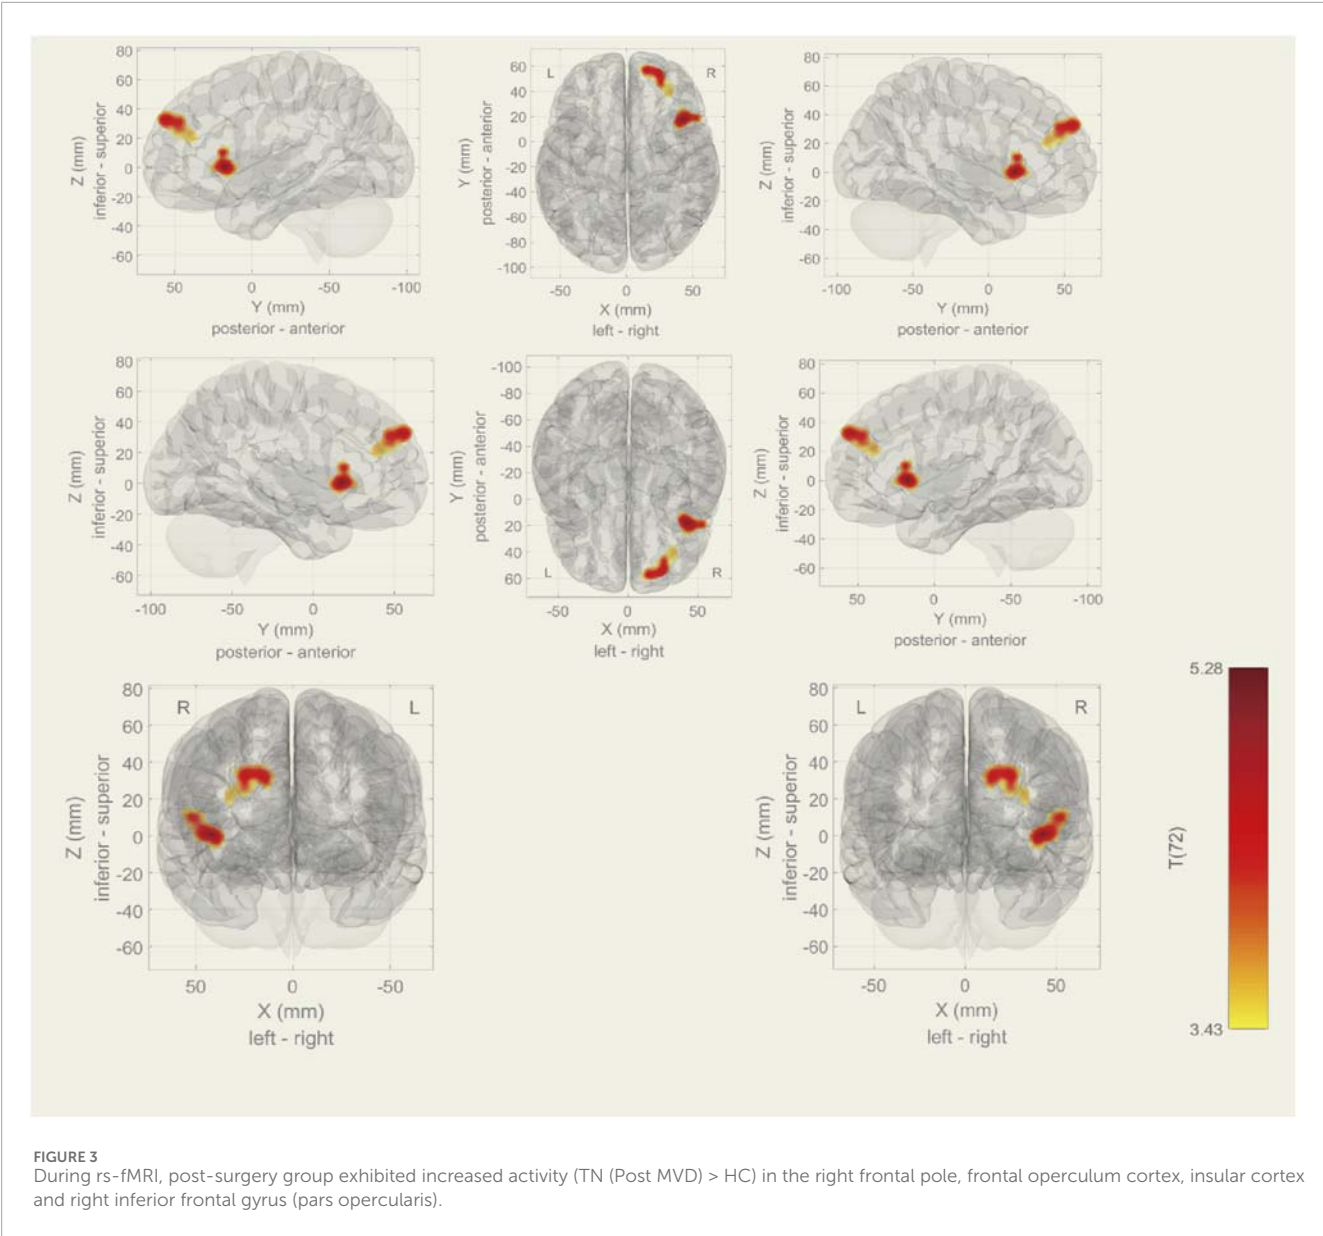 80
60
40
20
0
-20
-40
-60
Z (mm)
inferior - superior
50 0 -50 -100
Y (mm)
posterior - anterior
L R
60
40
20
0
-20
-40
-60
-80
-100
Y (mm)
posterior - anterior
-50 0 50
X (mm)
left - right
80
60
40
20
0
-20
-40
-60
Z (mm)
inferior - superior
-100 -50 0 50
Y (mm)
posterior - anterior
80
60
40
20
0
-20
-40
-60
Z (mm)
inferior - superior
-100 -50 0 50
Y (mm)
posterior - anterior
-100
-80
-60
-40
-20
0
20
40
60
Y (mm)
posterior - anterior
L R
-50 0 50
X (mm)
left - right
80
60
40
20
0
-20
-40
-60
Z (mm)
inferior - superior
50 0 -50 -100
Y (mm)
posterior - anterior
R L
80
60
40
20
0
-20
-40
-60
Z (mm)
inferior - superior
50 0 -50
X (mm)
left - right
L R
80
60
40
20
0
-20
-40
-60
Z (mm)
inferior - superior
-50 0 50
X (mm)
left - right
5.28
T(72)
3.43
FIGURE 3
During rs-fMRI, post-surgery group exhibited increased activity (TN (Post MVD) > HC) in the right frontal pole, frontal operculum cortex, insular cortex
and right inferior frontal gyrus (pars opercularis).